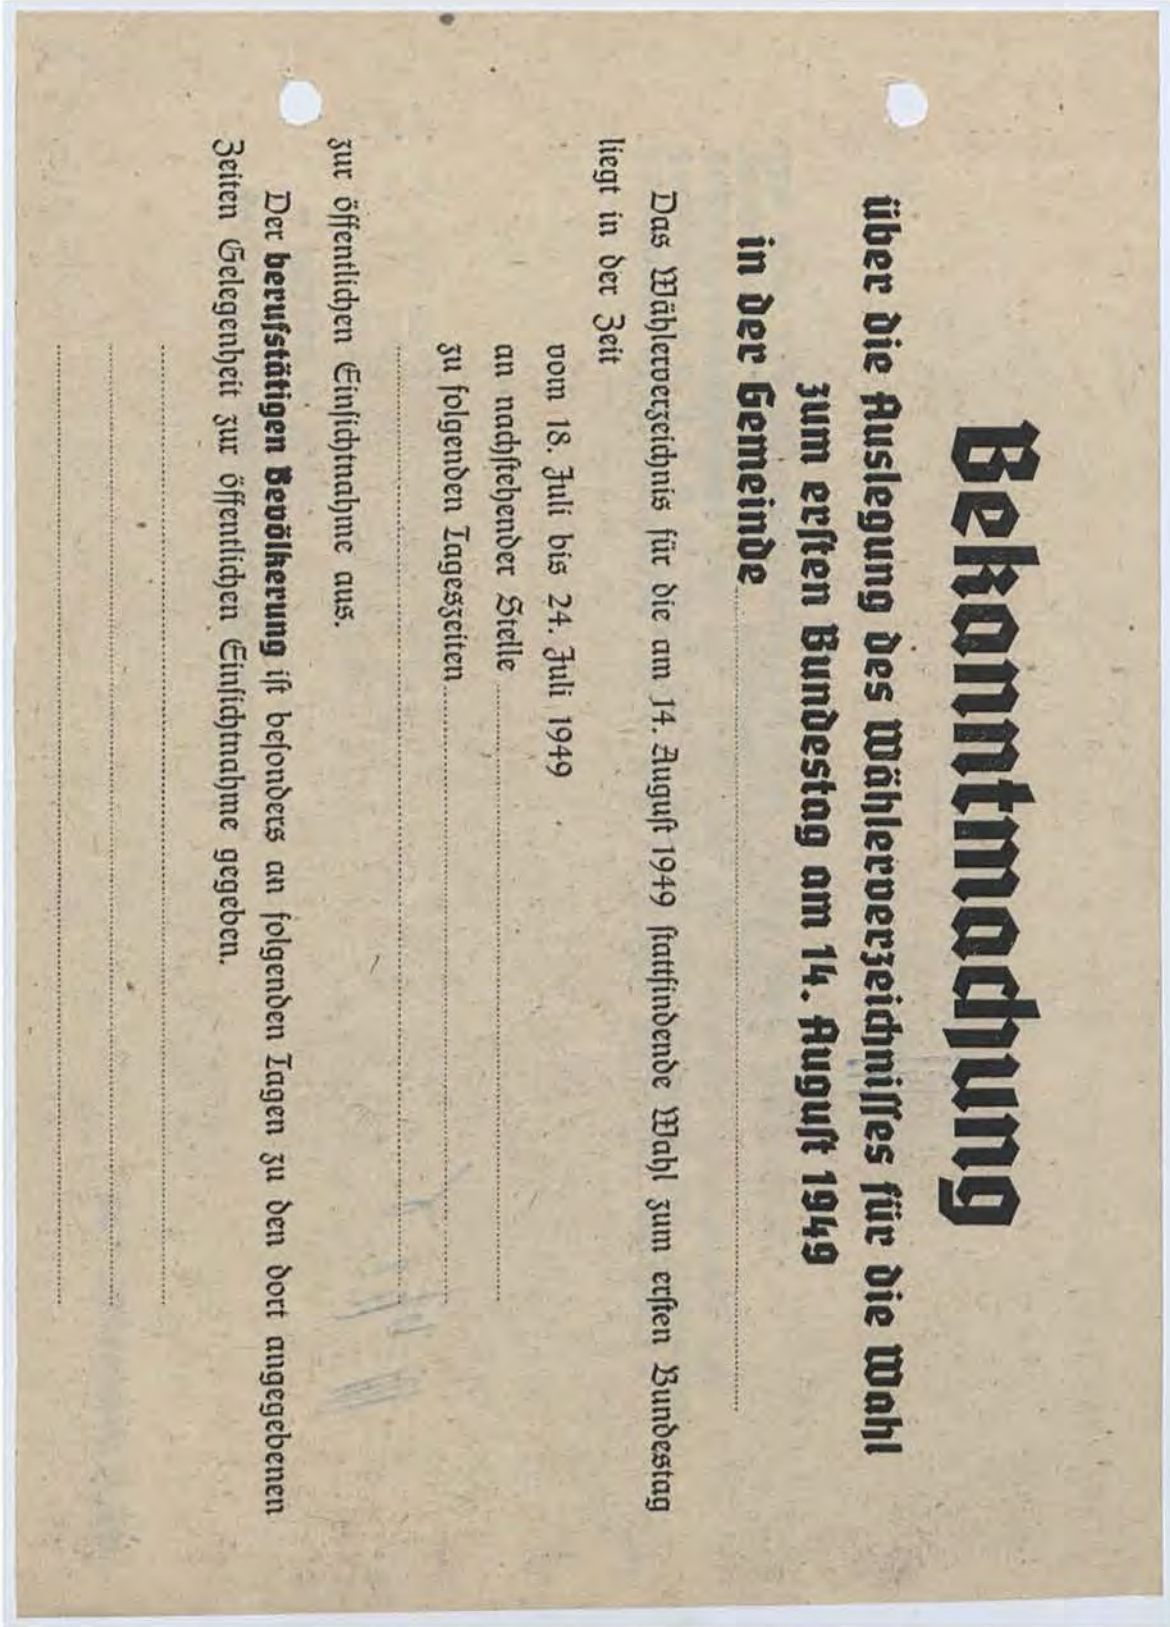 Bekanntmachung
über die Auslegung des Wählerverzeichnisses für die Wahl
zum ersten Bundestag am 14. August 1949
in der Gemeinde
Das Wählerverzeichnis für die am 14. August 1949 stattfindende Wahl zum ersten Bundestag
liegt in der Zeit
vom 18. Juli bis 24. Juli 1949
an nachstehender Stelle
zu folgenden Tageszeiten
zur öffentlichen Einsichtnahme aus.
Der berufstätigen Bevölkerung ist besonders an folgenden Tagen zu den dort angegebenen
Zeiten Gelegenheit zur öffentlichen Einsichtnahme gegeben.